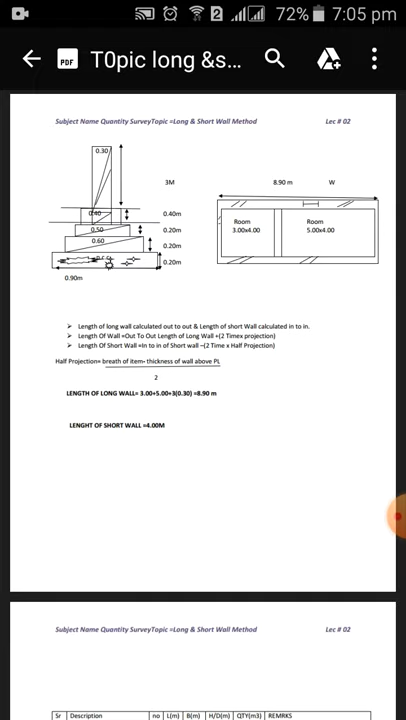 2 72% 7:05 pm
PDF T0pic long &s...
Subject Name Quantity SurveyTopic =Long & Short Wall Method Lec # 02
0.30
3M 8.90 m W
0.40 0.40m
0.50 0.20m
0.60 0.20m
0.20m
0.90m
Room Room
3.00x4.00 5.00x4.00
➢ Length of long wall calculated out to out & Length of short Wall calculated in to in.
➢ Length Of Wall =Out To Out Length of Long Wall +(2 Timex projection)
➢ Length Of Short Wall =In to in of Short wall –(2 Time x Half Projection)
Half Projection= breath of item- thickness of wall above PL
2
LENGTH OF LONG WALL= 3.00+5.00+3(0.30) =8.90 m
LENGHT OF SHORT WALL =4.00M
Subject Name Quantity SurveyTopic =Long & Short Wall Method Lec # 02
Sr Description no L(m) B(m) H/D(m) QTY(m3) REMRKS